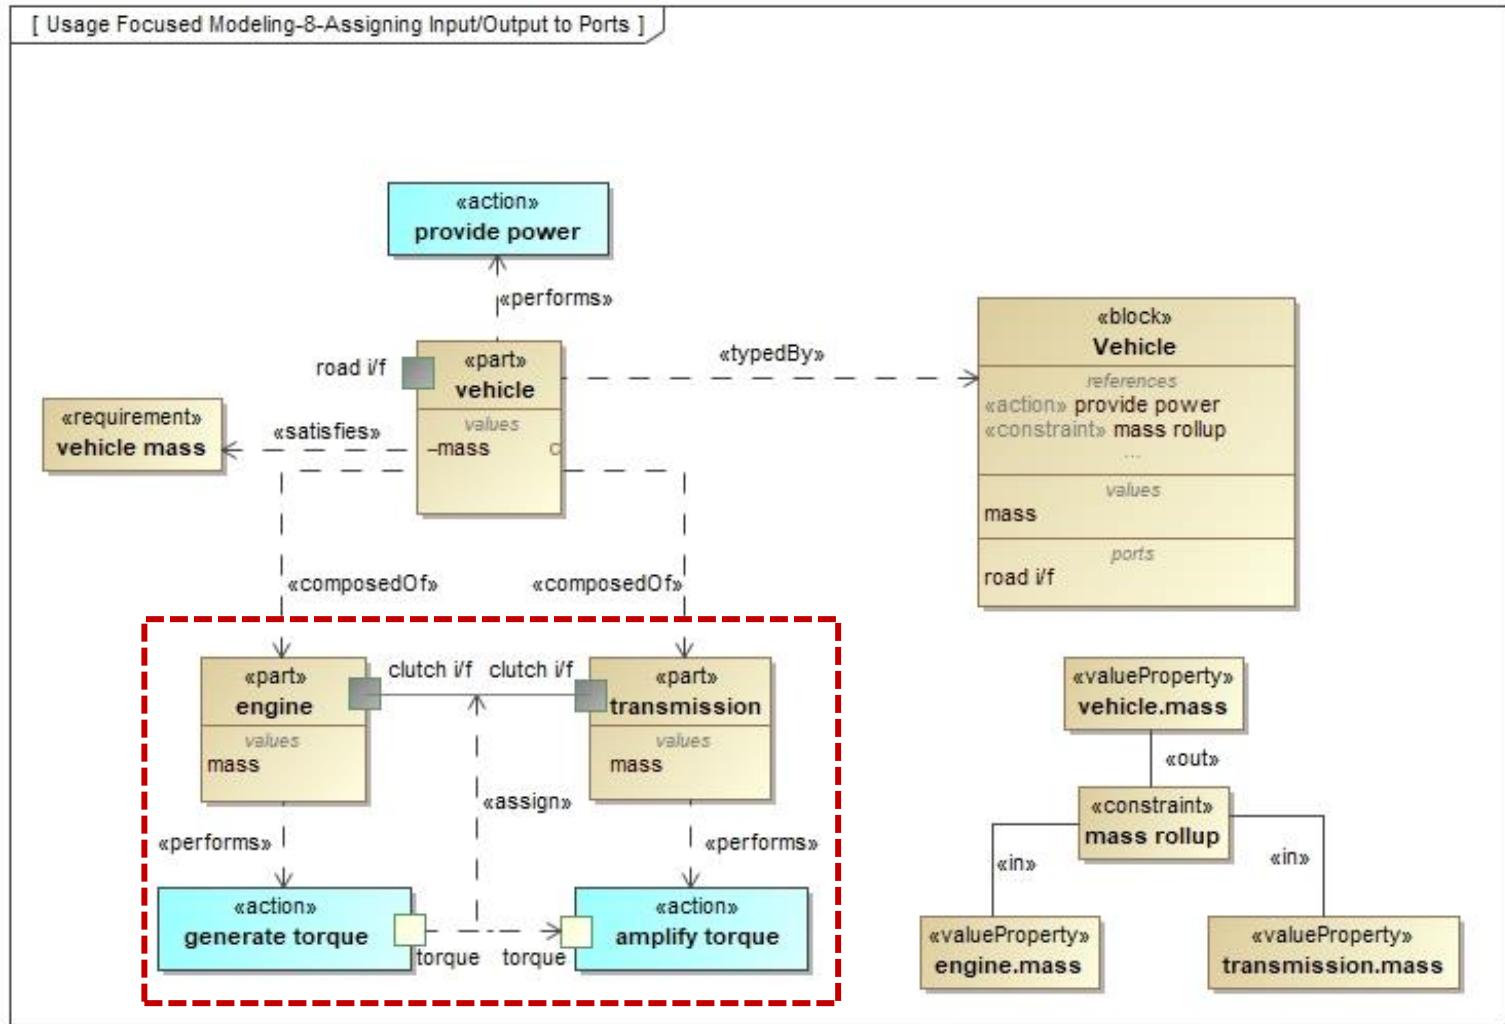 [ Usage Focused Modeling-8-Assigning Input/Output to Ports ]
«action»
provide power
«performs»
road i/f
«part»
vehicle
values
–mass
«typedBy»
«block»
Vehicle
references
«action» provide power
«constraint» mass rollup
...
values
mass
ports
road i/f
«requirement»
vehicle mass
«satisfies»
«composedOf»
«composedOf»
«part»
engine
values
mass
clutch i/f
clutch i/f
«part»
transmission
values
mass
«assign»
«performs»
«performs»
«action»
generate torque
torque
torque
«action»
amplify torque
«valueProperty»
vehicle.mass
«out»
«constraint»
mass rollup
«in»
«in»
«valueProperty»
engine.mass
«valueProperty»
transmission.mass